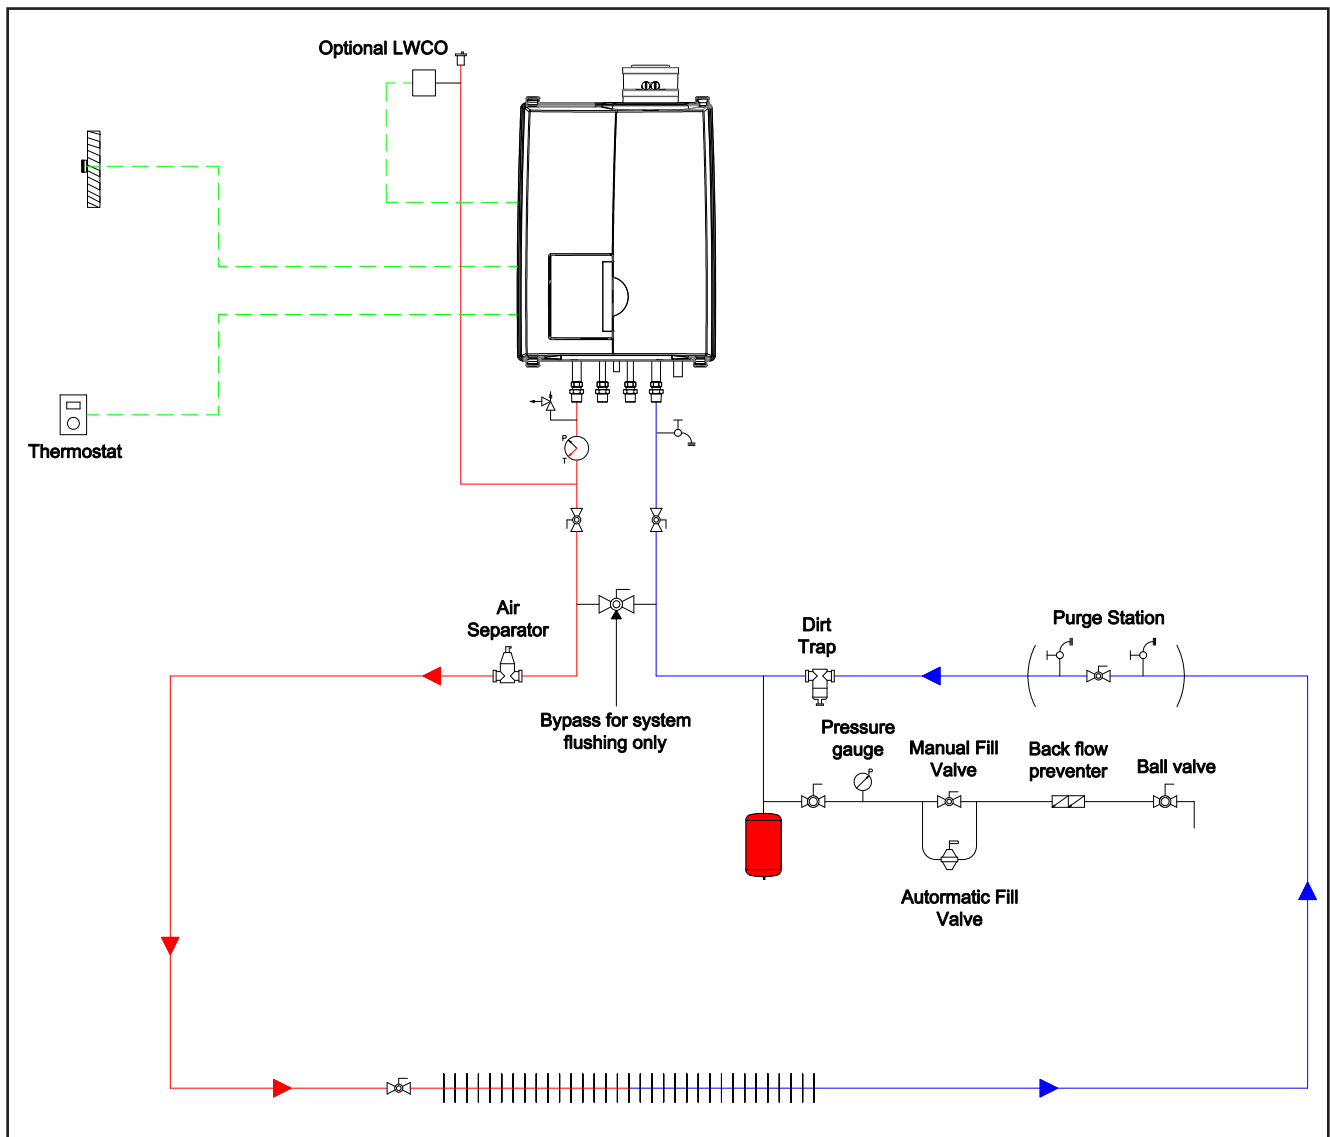 Optional LWCO
Thermostat
P
T
Air
Separator
Bypass for system
flushing only
Dirt
Trap
Purge Station
Pressure
gauge
P
Manual Fill
Valve
Back flow
preventer
Ball valve
Autormatic Fill
Valve